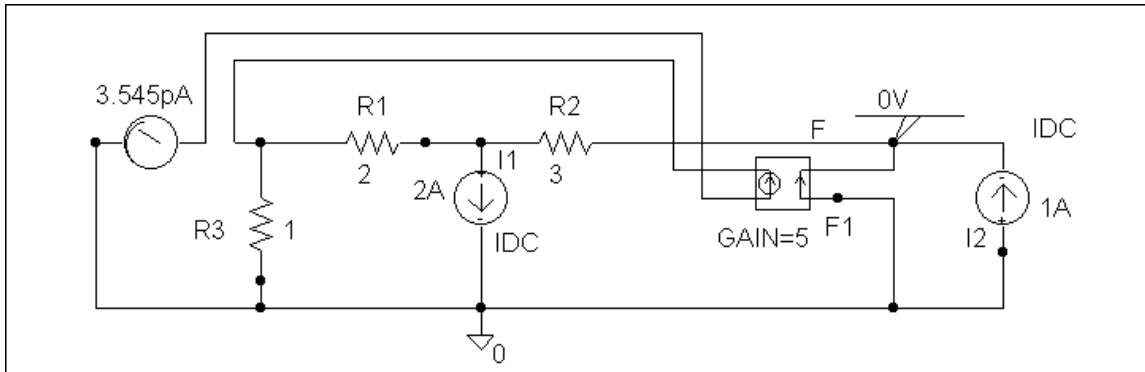 3.545pA
R1
2
R2
3
0V
F
IDC
I1
2A
IDC
R3
1
GAIN=5
F1
I2
1A
0